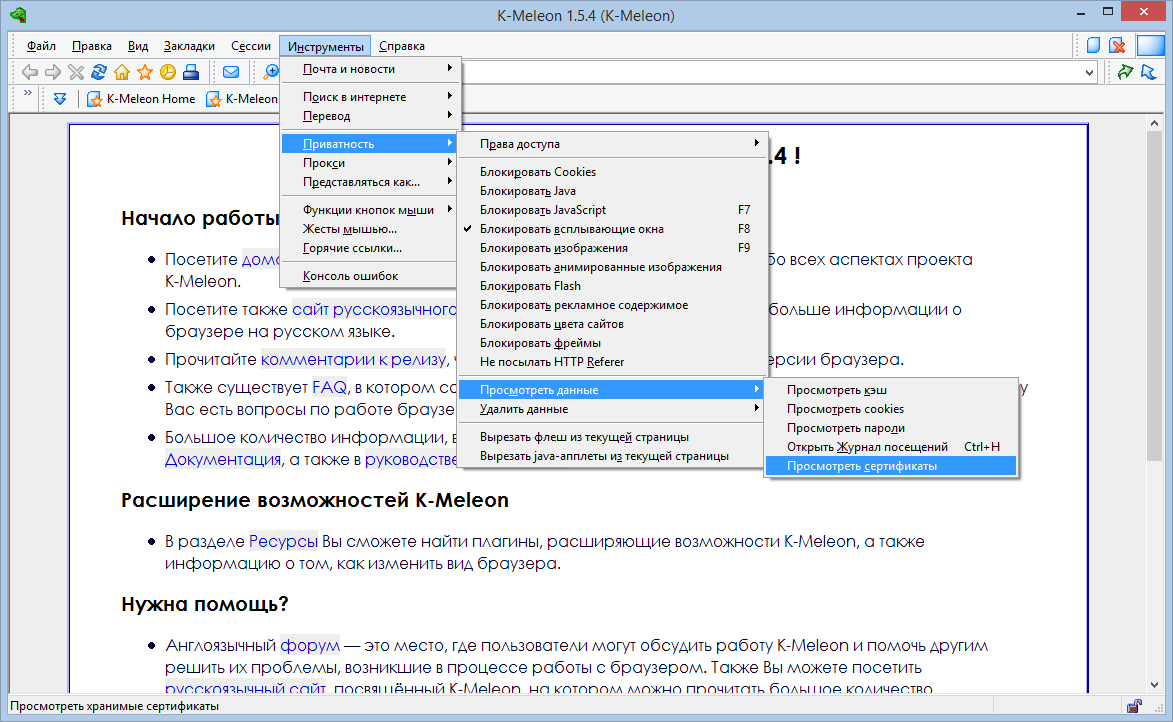 K-Meleon 1.5.4 (K-Meleon)
Файл Правка Вид Закладки Сессии Инструменты Справка
» K-Meleon Home K-Meleon
Почта и новости
Поиск в интернете
Перевод
Приватность
Прокси
Представляться как...
Функции кнопок мыши
Жесты мышью...
Горячие ссылки...
Консоль ошибок
Права доступа
Блокировать Cookies
Блокировать Java
Блокировать JavaScript F7
Блокировать всплывающие окна F8
Блокировать изображения F9
Блокировать анимированные изображения
Блокировать Flash
Блокировать рекламное содержимое
Блокировать цвета сайтов
Блокировать фреймы
Не посылать HTTP Referer
Просмотреть данные
Удалить данные
Вырезать флеш из текущей страницы
Вырезать java-апплеты из текущей страницы
Просмотреть кэш
Просмотреть cookies
Просмотреть пароли
Открыть Журнал посещений Ctrl+H
Просмотреть сертификаты
.4 !
Начало работы
Посетите бо всех аспектах проекта
K-Meleon.
Посетите также сайт русскоязычного больше информации о
браузере на русском языке.
Прочитайте комментарии к релизу, ерсии браузера.
Также существует FAQ, в котором со у
Вас есть вопросы по работе браузе
Большое количество информации, в
Документация, а также в руководстве
Расширение возможностей K-Meleon
В разделе Ресурсы Вы сможете найти плагины, расширяющие возможности K-Meleon, а также
информацию о том, как изменить вид браузера.
Нужна помощь?
Англоязычный форум — это место, где пользователи могут обсудить работу K-Meleon и помочь другим
решить их проблемы, возникшие в процессе работы с браузером. Также Вы можете посетить
русскоязычный сайт, посвящённый K-Meleon, на котором можно прочитать большое количество
Просмотреть хранимые сертификаты